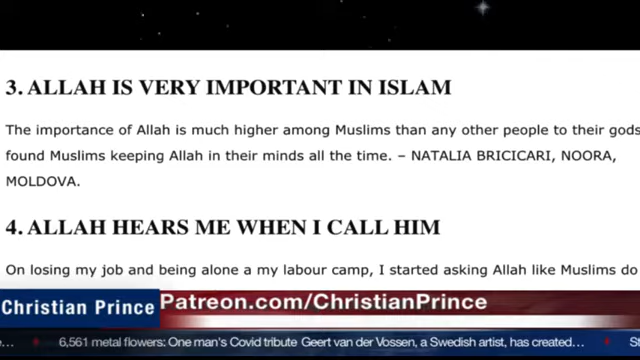 3. ALLAH IS VERY IMPORTANT IN ISLAM
The importance of Allah is much higher among Muslims than any other people to their gods
found Muslims keeping Allah in their minds all the time. – NATALIA BRICICARI, NOORA,
MOLDOVA.
4. ALLAH HEARS ME WHEN I CALL HIM
On losing my job and being alone a my labour camp, I started asking Allah like Muslims do
Christian Prince
Patreon.com/ChristianPrince
e… 6,561 metal flowers: One man's Covid tribute Geert van der Vossen, a Swedish artist, has created… Si